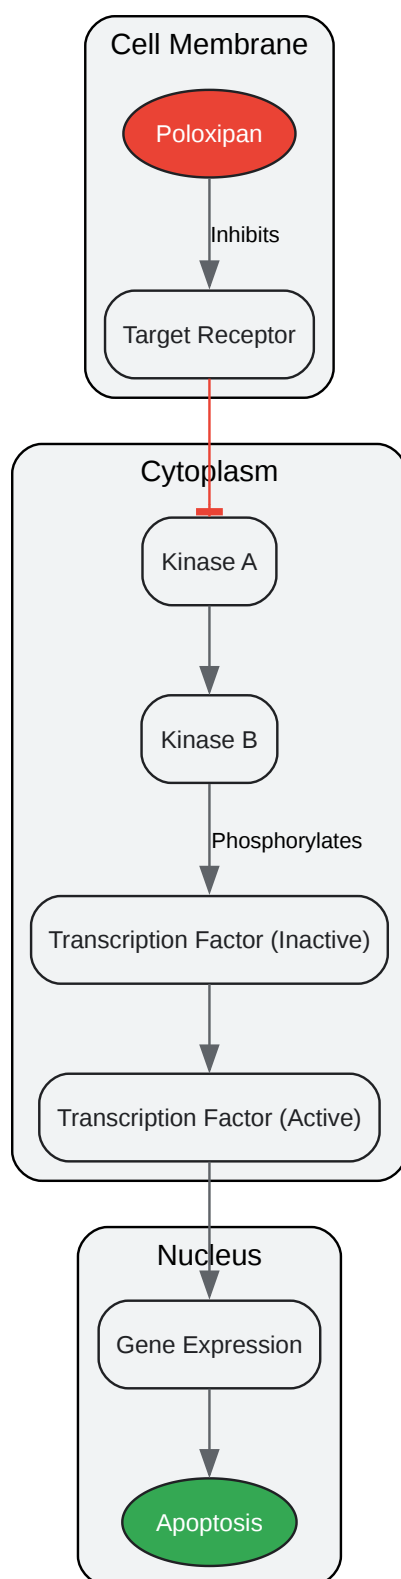 Cell Membrane
Poloxipan
Inhibits
Target Receptor
Cytoplasm
Kinase A
Kinase B
Phosphorylates
Transcription Factor (Inactive)
Transcription Factor (Active)
Nucleus
Gene Expression
Apoptosis